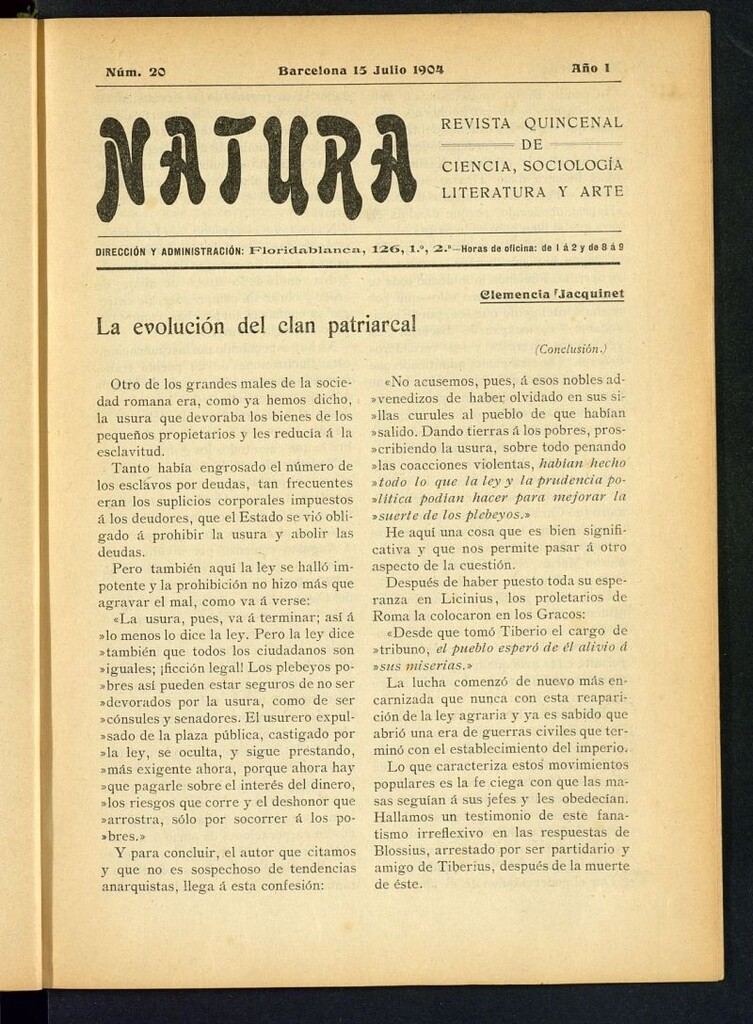 Núm. 20
Barcelona 15 Julio 1904
Año 1
NATURA
REVISTA QUINCENAL
DE
CIENCIA, SOCIOLOGÍA
LITERATURA Y ARTE
DIRECCIÓN Y ADMINISTRACIÓN: Floridablanca, 126, 1.º, 2.ª—Horas de oficina: de 1 á 2 y de 8 á 9
Clemencia Jacquinet
La evolución del clan patriarcal
(Conclusión.)
Otro de los grandes males de la socie-
dad romana era, como ya hemos dicho,
la usura que devoraba los bienes de los
pequeños propietarios y les reducía á la
esclavitud.
Tanto había engrosado el número de
los esclavos por deudas, tan frecuentes
eran los suplicios corporales impuestos
á los deudores, que el Estado se vió obli-
gado á prohibir la usura y abolir las
deudas.
Pero también aquí la ley se halló im-
potente y la prohibición no hizo más que
agravar el mal, como va á verse:
«La usura, pues, va á terminar; así á
»lo menos lo dice la ley. Pero la ley dice
»también que todos los ciudadanos son
»iguales; ¡ficción legal! Los plebeyos po-
»bres así pueden estar seguros de no ser
»devorados por la usura, como de ser
»cónsules y senadores. El usurero expul-
»sado de la plaza pública, castigado por
»la ley, se oculta, y sigue prestando,
»más exigente ahora, porque ahora hay
»que pagarle sobre el interés del dinero,
»los riesgos que corre y el deshonor que
»arrostra, sólo por socorrer á los po-
»bres.»
Y para concluir, el autor que citamos
y que no es sospechoso de tendencias
anarquistas, llega á esta confesión:
«No acusemos, pues, á esos nobles ad-
»venedizos de haber olvidado en sus si-
»llas curules al pueblo de que habían
»salido. Dando tierras á los pobres, pros-
»cribiendo la usura, sobre todo penando
»las coacciones violentas, habían hecho
»todo lo que la ley y la prudencia po-
»lítica podían hacer para mejorar la
»suerte de los plebeyos.»
He aquí una cosa que es bien signifi-
cativa y que nos permite pasar á otro
aspecto de la cuestión.
Después de haber puesto toda su espe-
ranza en Licinius, los proletarios de
Roma la colocaron en los Gracos:
«Desde que tomó Tiberio el cargo de
»tribuno, el pueblo esperó de él alivio á
»sus miserias.»
La lucha comenzó de nuevo más en-
carnizada que nunca con esta reapari-
ción de la ley agraria y ya es sabido que
abrió una era de guerras civiles que ter-
minó con el establecimiento del imperio.
Lo que caracteriza estos movimientos
populares es la fe ciega con que las ma-
sas seguían á sus jefes y les obedecían.
Hallamos un testimonio de este fana-
tismo irreflexivo en las respuestas de
Blossius, arrestado por ser partidario y
amigo de Tiberius, después de la muerte
de éste.